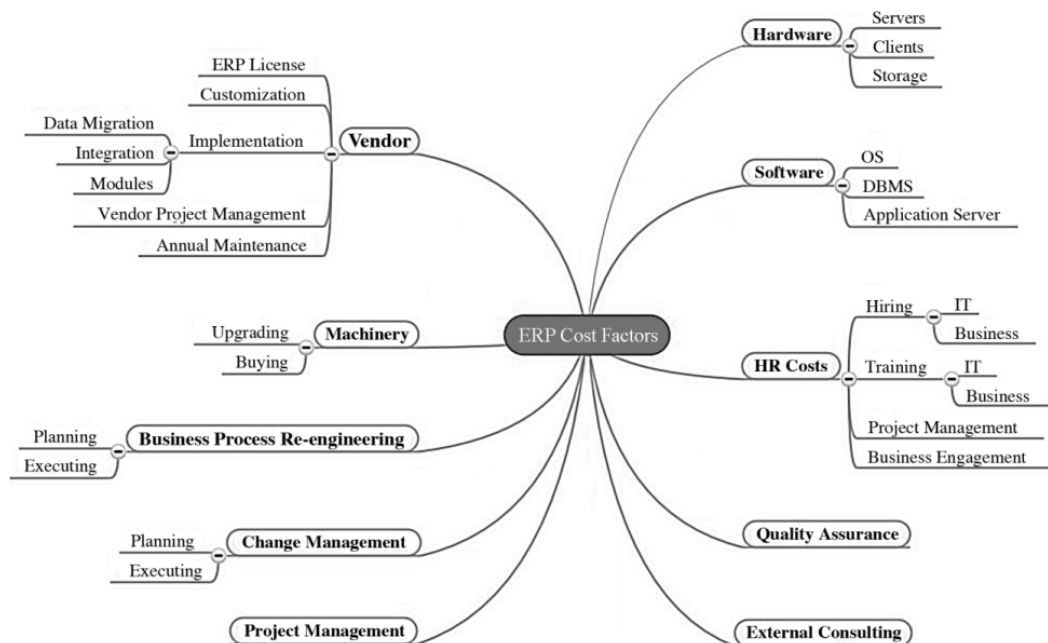 ERP Cost Factors
Hardware
Servers
Clients
Storage
Software
OS
DBMS
Application Server
HR Costs
Hiring
IT
Business
Training
IT
Business
Project Management
Business Engagement
Quality Assurance
External Consulting
Vendor
ERP License
Customization
Implementation
Data Migration
Integration
Modules
Vendor Project Management
Annual Maintenance
Machinery
Upgrading
Buying
Business Process Re-engineering
Planning
Executing
Change Management
Planning
Executing
Project Management